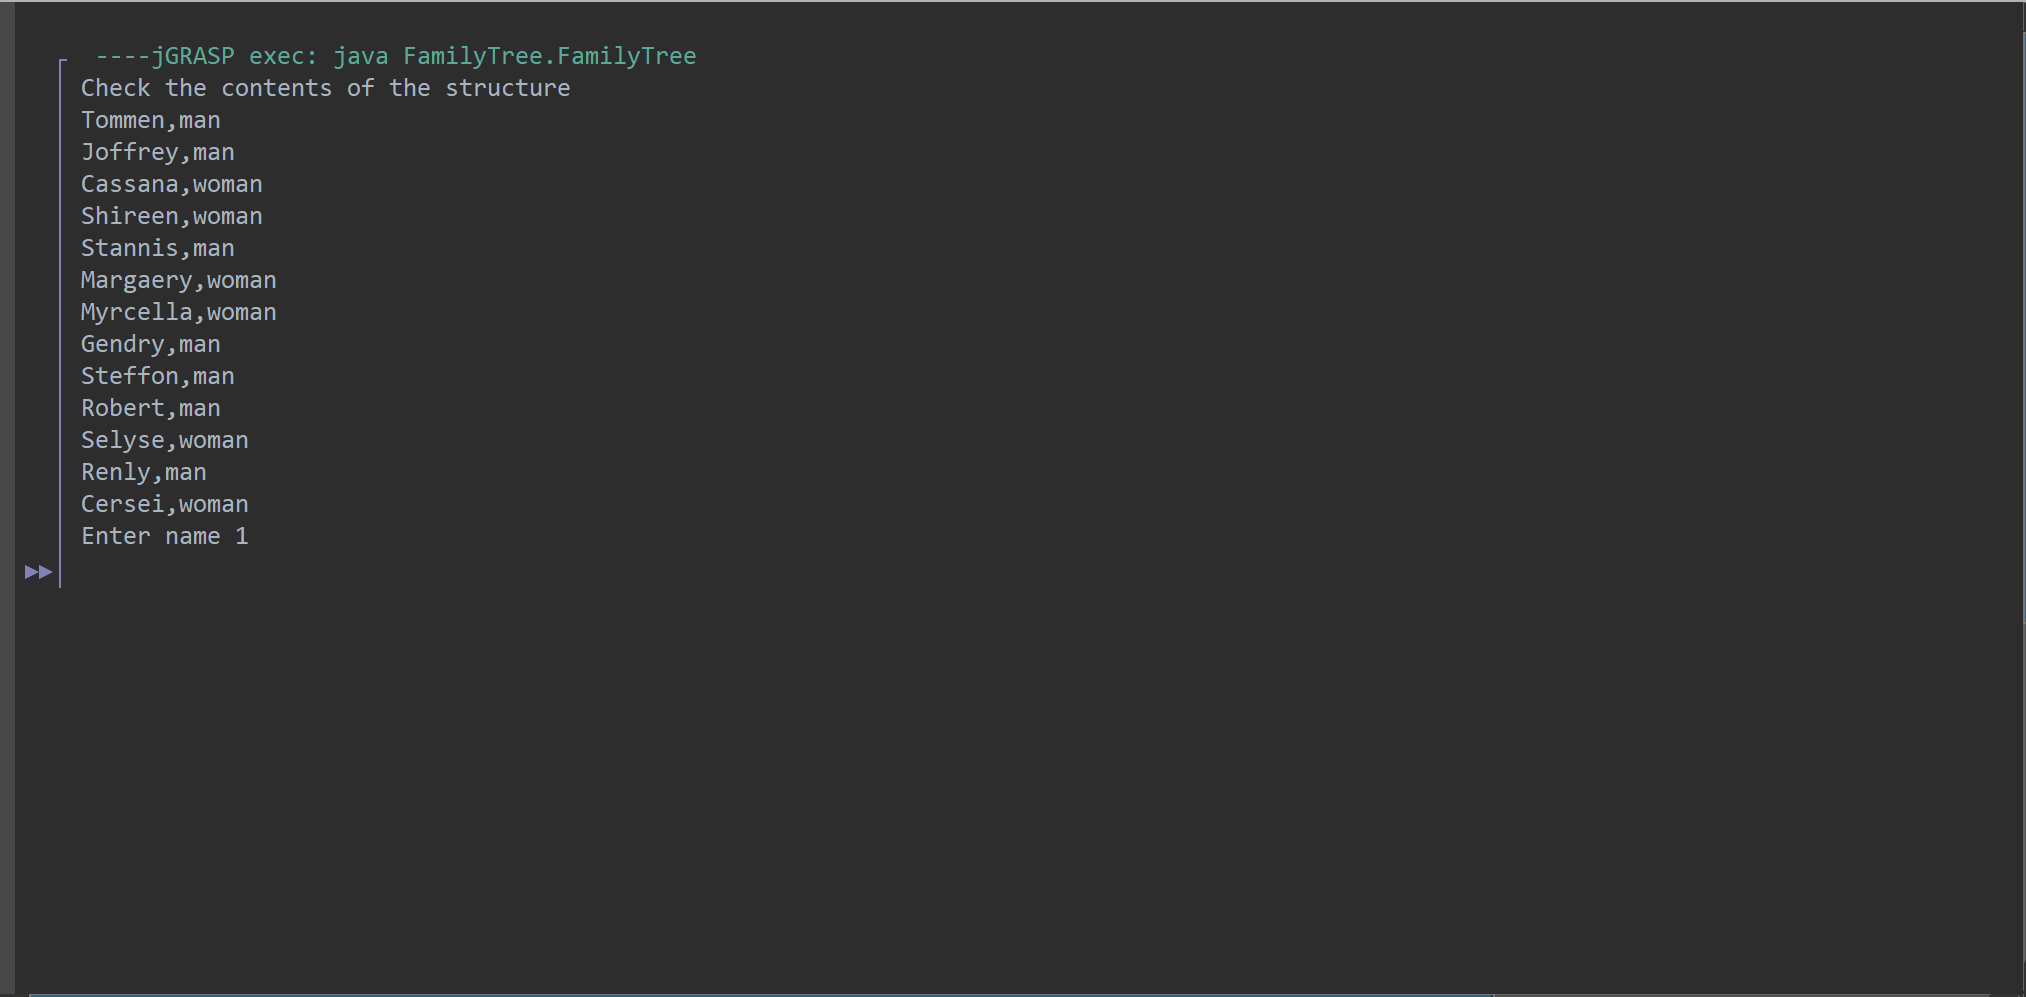 ----jGRASP exec: java FamilyTree.FamilyTree
Check the contents of the structure
Tommen,man
Joffrey,man
Cassana,woman
Shireen,woman
Stannis,man
Margaery,woman
Myrcella,woman
Gendry,man
Steffon,man
Robert,man
Selyse,woman
Renly,man
Cersei,woman
Enter name 1